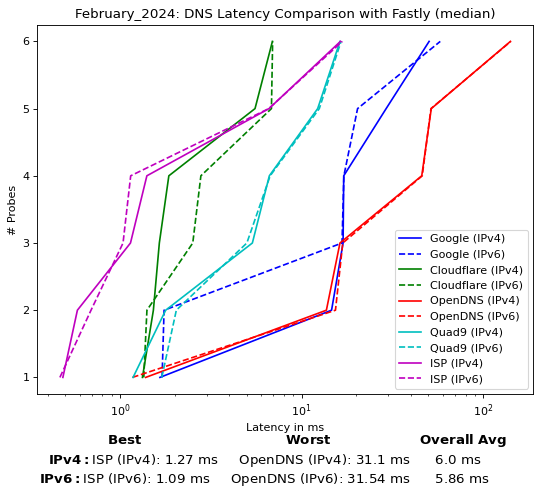 February_2024: DNS Latency Comparison with Fastly (median)
6
5
4
3
2
1
# Probes
Google (IPv4)
Google (IPv6)
Cloudflare (IPv4)
Cloudflare (IPv6)
OpenDNS (IPv4)
OpenDNS (IPv6)
Quad9 (IPv4)
Quad9 (IPv6)
ISP (IPv4)
ISP (IPv6)
10⁰ 10¹ 10²
Latency in ms
Best Worst Overall Avg
IPv4: ISP (IPv4): 1.27 ms OpenDNS (IPv4): 31.1 ms 6.0 ms
IPv6: ISP (IPv6): 1.09 ms OpenDNS (IPv6): 31.54 ms 5.86 ms